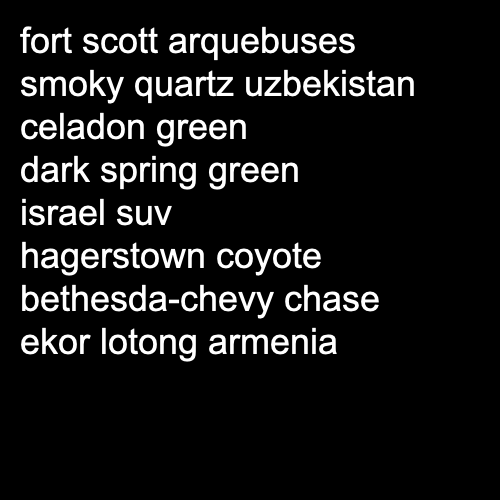 fort scott arquebuses
smoky quartz uzbekistan
celadon green
dark spring green
israel suv
hagerstown coyote
bethesda-chevy chase
ekor lotong armenia